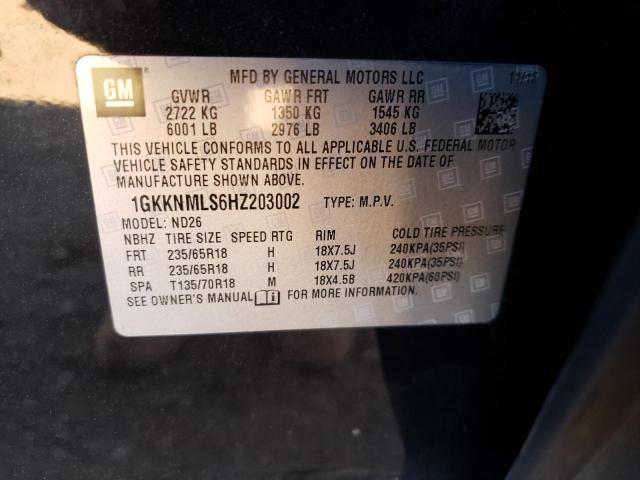 GM
MFD BY GENERAL MOTORS LLC
GVWR GAWR FRT GAWR RR
2722 KG 1350 KG 1545 KG
6001 LB 2976 LB 3406 LB
THIS VEHICLE CONFORMS TO ALL APPLICABLE U.S. FEDERAL MOTOR
VEHICLE SAFETY STANDARDS IN EFFECT ON THE DATE OF
MANUFACTURE SHOWN ABOVE.
1GKKNMLS6HZ203002 TYPE: M.P.V.
MODEL: ND26
NBHZ TIRE SIZE SPEED RTG RIM COLD TIRE PRESSURE
FRT 235/65R18 H 18X7.5J 240KPA(35PSI)
RR 235/65R18 H 18X7.5J 240KPA(35PSI)
SPA T135/70R18 M 18X4.5B 420KPA(60PSI)
SEE OWNER'S MANUAL FOR MORE INFORMATION.